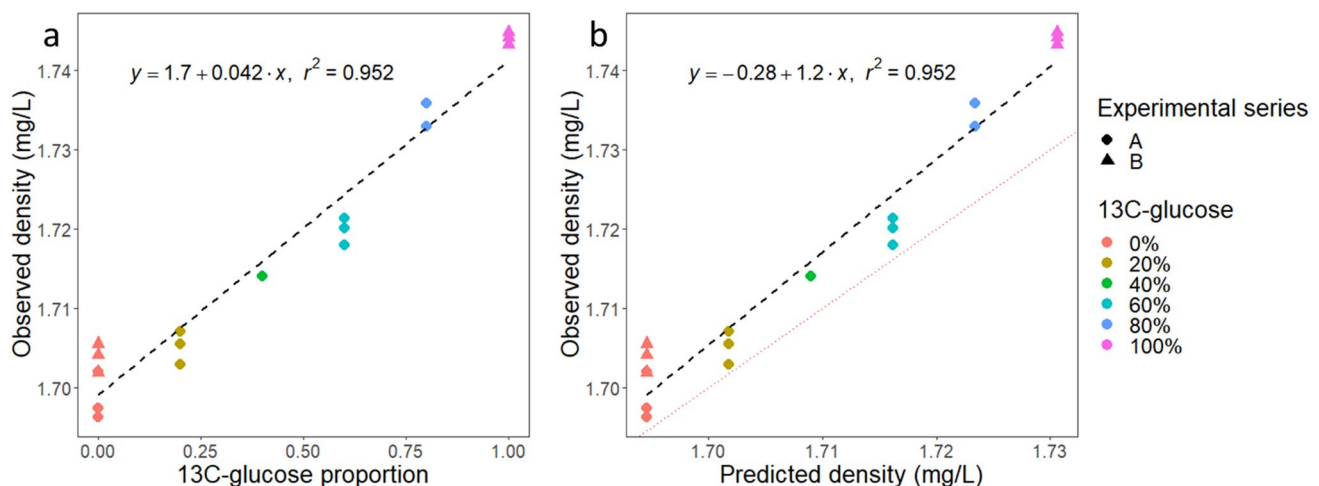 a
y = 1.7 + 0.042 · x,  r² = 0.952
Observed density (mg/L)
1.74
1.73
1.72
1.71
1.70
0.00 0.25 0.50 0.75 1.00
13C-glucose proportion
b
y = −0.28 + 1.2 · x,  r² = 0.952
Observed density (mg/L)
1.74
1.73
1.72
1.71
1.70
1.70 1.71 1.72 1.73
Predicted density (mg/L)
Experimental series
A
B
13C-glucose
0%
20%
40%
60%
80%
100%